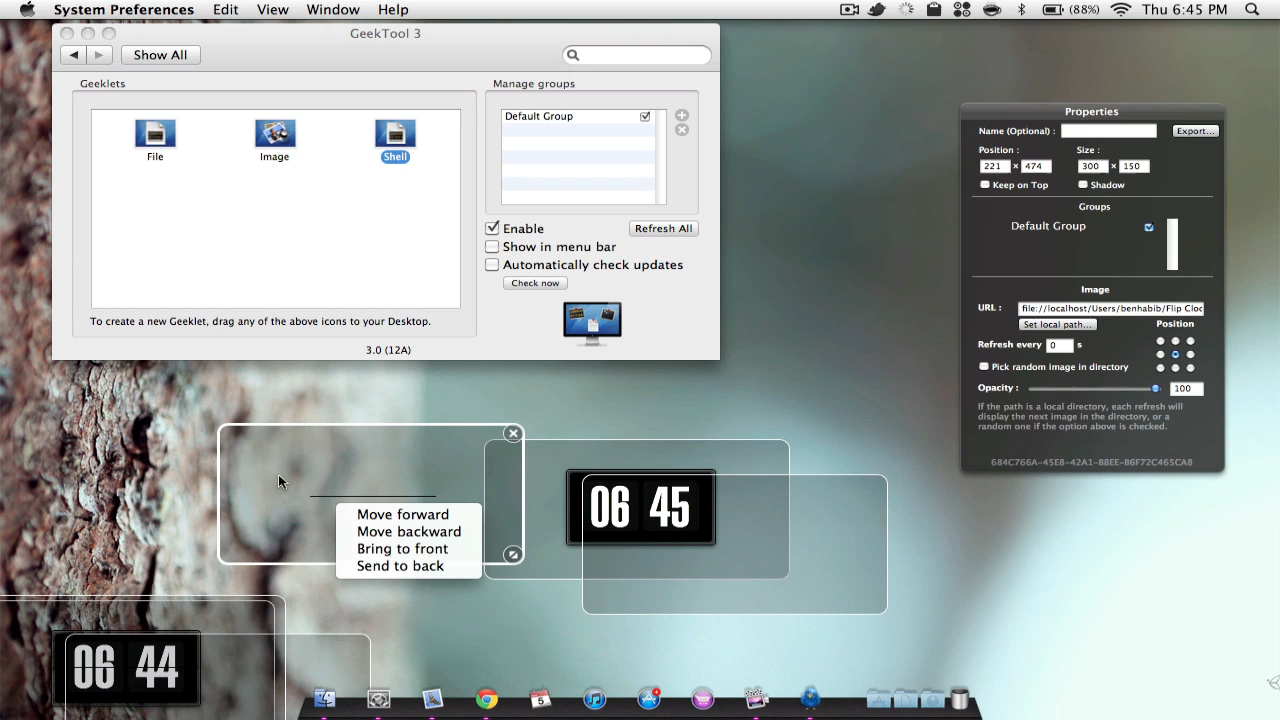 System Preferences Edit View Window Help (88%) Thu 6:45 PM
GeekTool 3
Show All
Geeklets
File Image Shell
To create a new Geeklet, drag any of the above icons to your Desktop.
3.0 (12A)
Manage groups
Default Group
Enable
Refresh All
Show in menu bar
Automatically check updates
Check now
Properties
Name (Optional) : Export...
Position : Size :
221 × 474 300 × 150
Keep on Top Shadow
Groups
Default Group
Image
URL : file://localhost/Users/benhabib/Flip Cloc
Set local path... Position
Refresh every 0 s
Pick random image in directory
Opacity : 100
If the path is a local directory, each refresh will
display the next image in the directory, or a
random one if the option above is checked.
684C766A-45E8-42A1-B8EE-B6F72C465CA8
Move forward
Move backward
Bring to front
Send to back
06 45
06 44
5